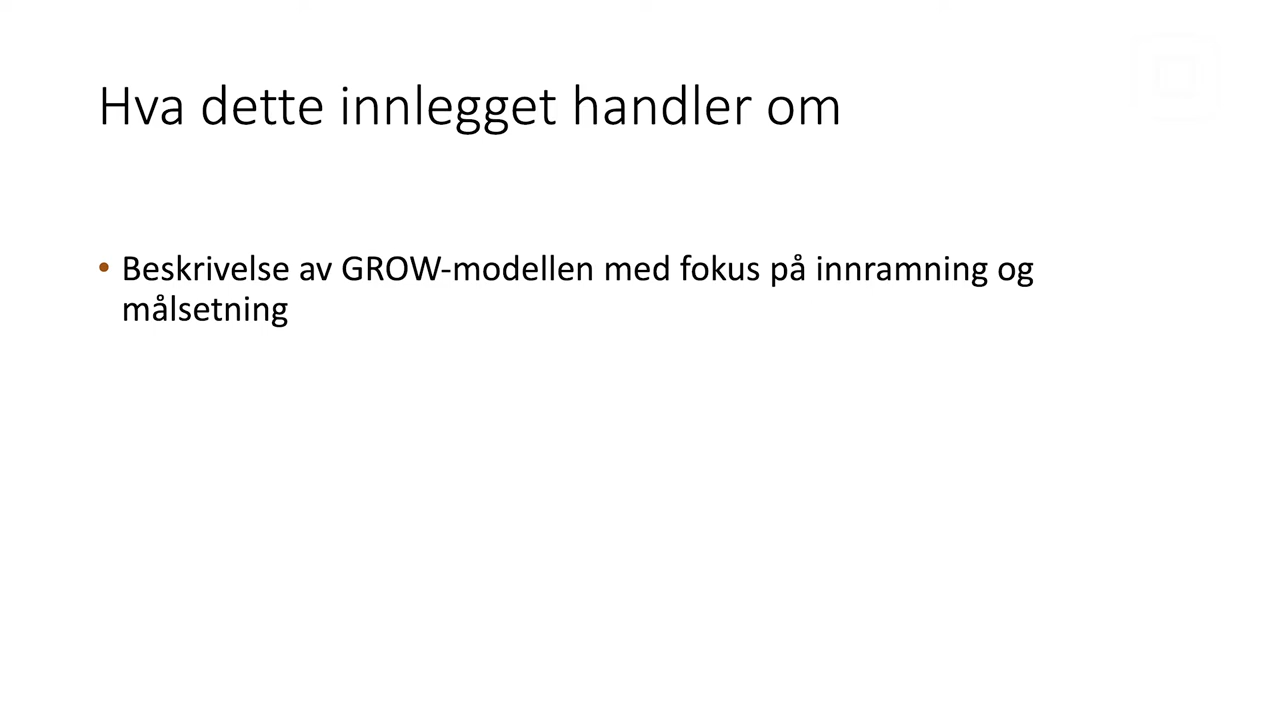 Hva dette innlegget handler om
• Beskrivelse av GROW-modellen med fokus på innramning og
målsetning